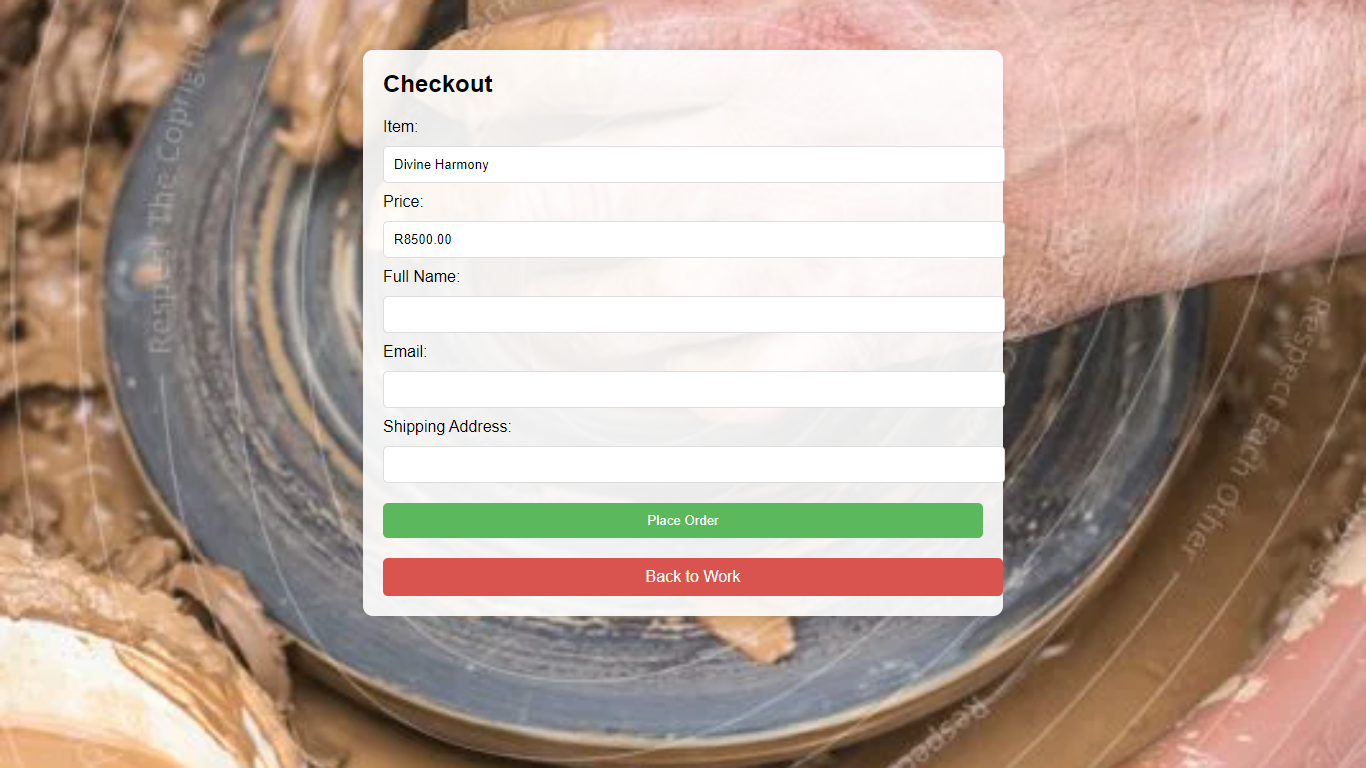 Checkout
Item:
Divine Harmony
Price:
R8500.00
Full Name:
Email:
Shipping Address:
Place Order
Back to Work
Respect The Copyright
Respect Each Other
Respect